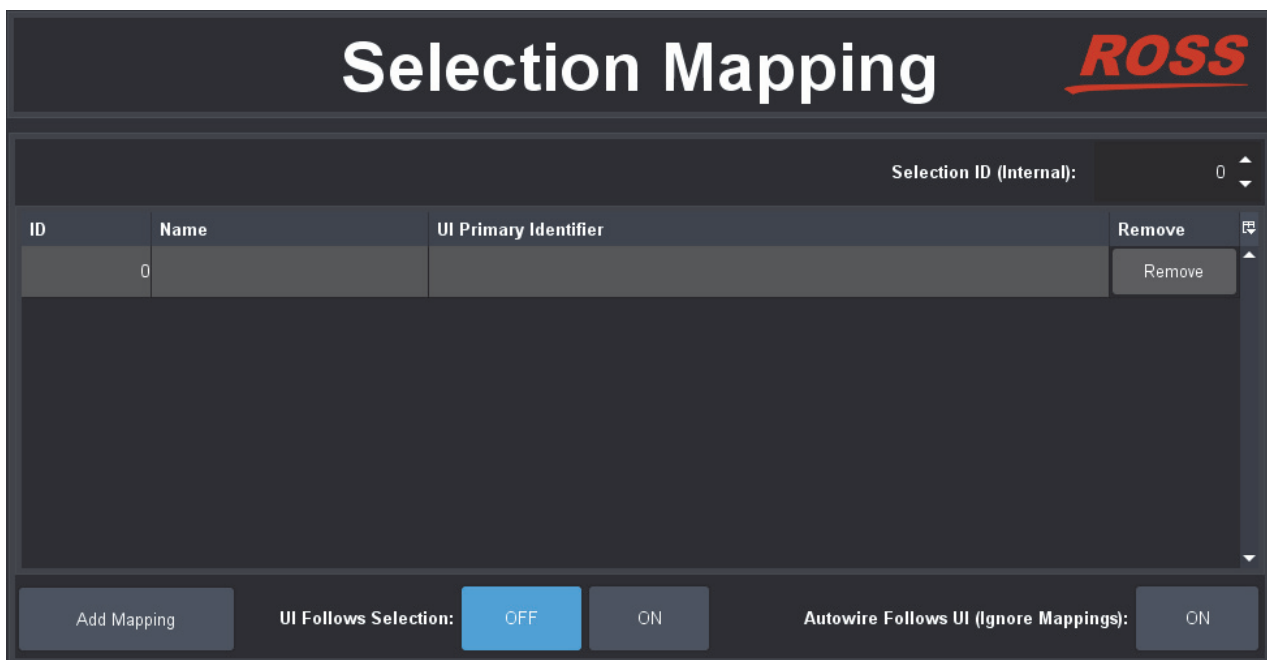 Selection Mapping ROSS
Selection ID (Internal): 0
ID Name UI Primary Identifier Remove
0 Remove
Add Mapping UI Follows Selection: OFF ON Autowire Follows UI (Ignore Mappings): ON